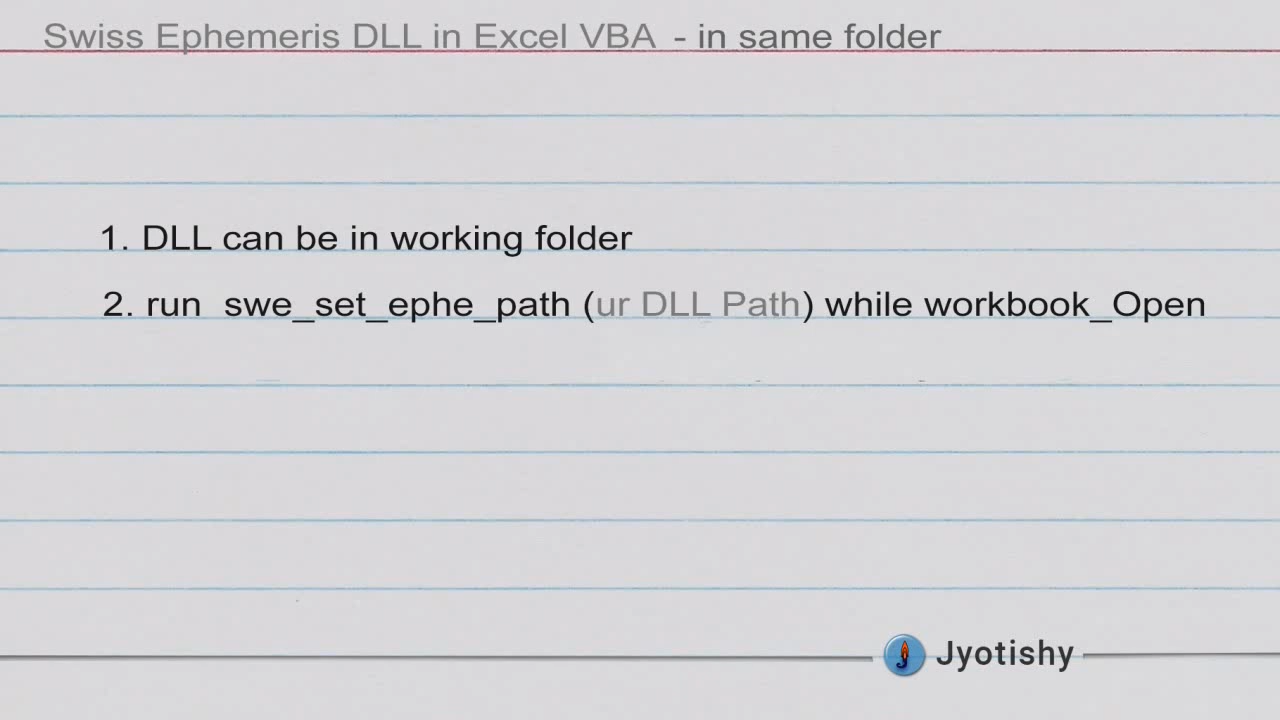 Swiss Ephemeris DLL in Excel VBA - in same folder
1. DLL can be in working folder
2. run swe_set_ephe_path (ur DLL Path) while workbook_Open
Jyotishy